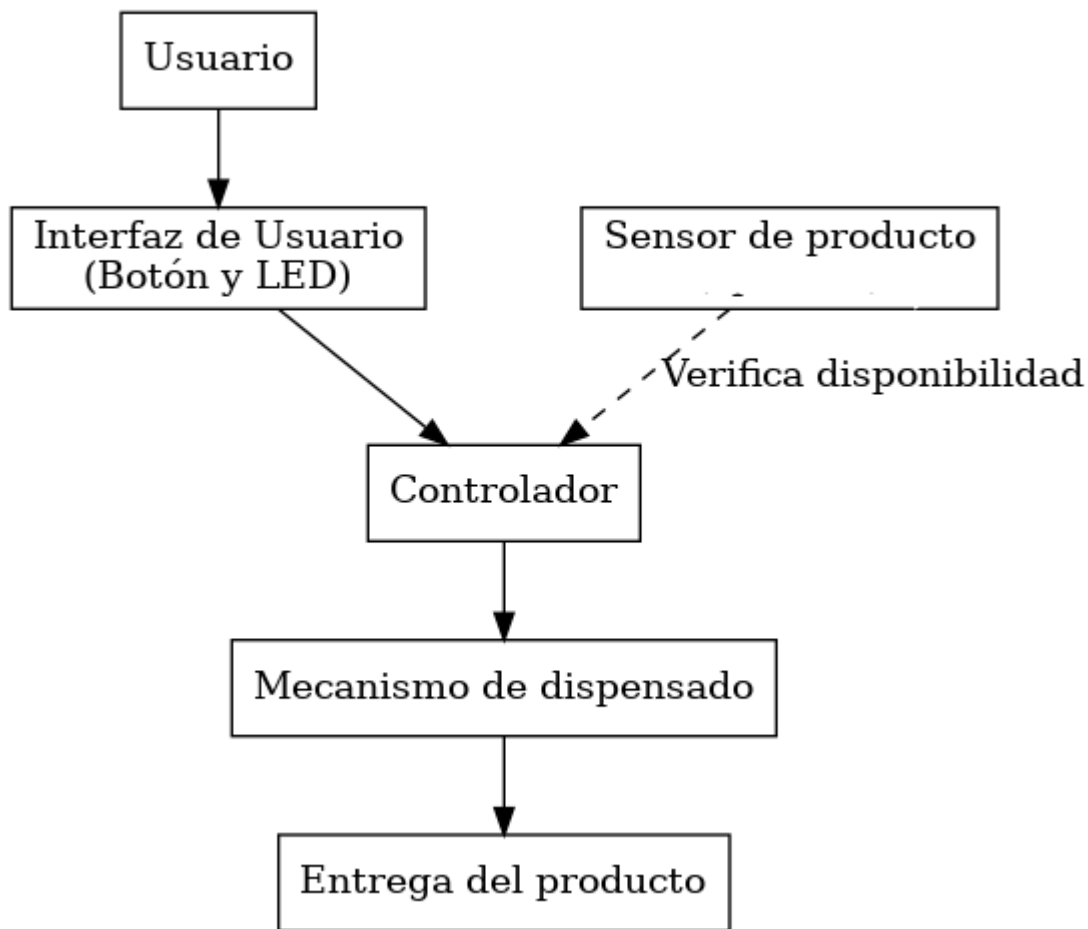 Usuario
Interfaz de Usuario
(Botón y LED)
Sensor de producto
Verifica disponibilidad
Controlador
Mecanismo de dispensado
Entrega del producto